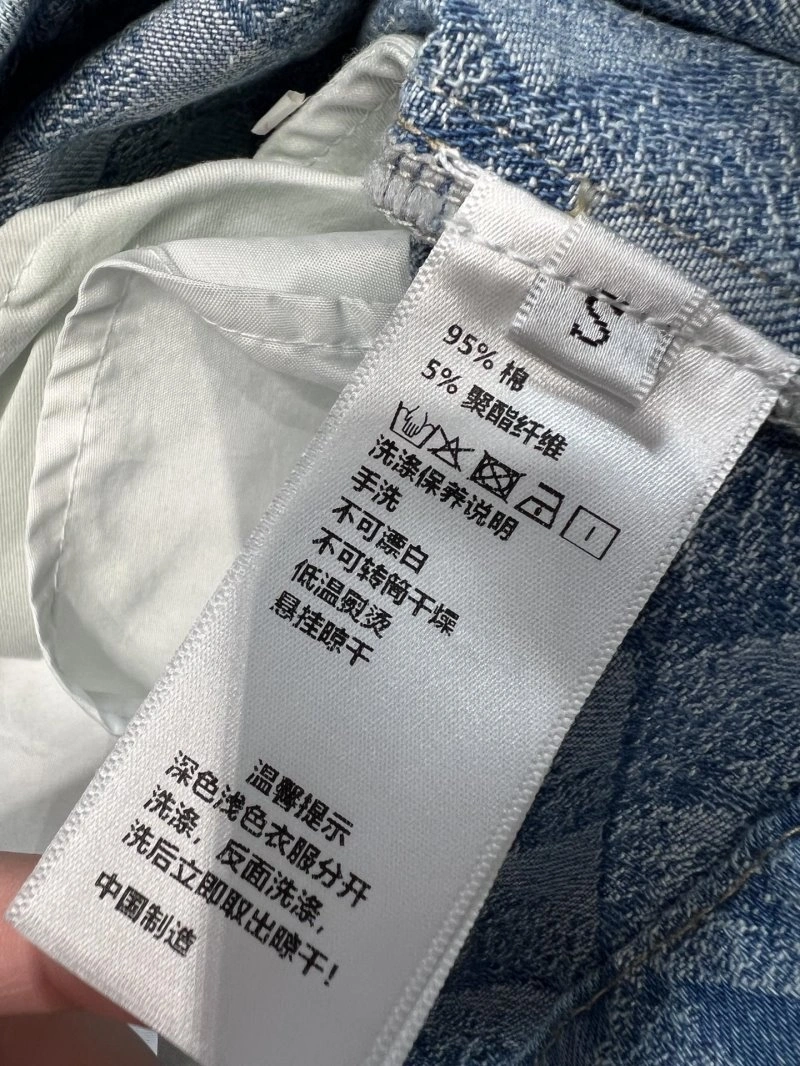 S
95% 棉
5% 聚酯纤维
洗涤保养说明
手洗
不可漂白
不可转筒干燥
低温熨烫
悬挂晾干
温馨提示
深色浅色衣服分开
洗涤，反面洗涤，
洗后立即取出晾干！
中国制造